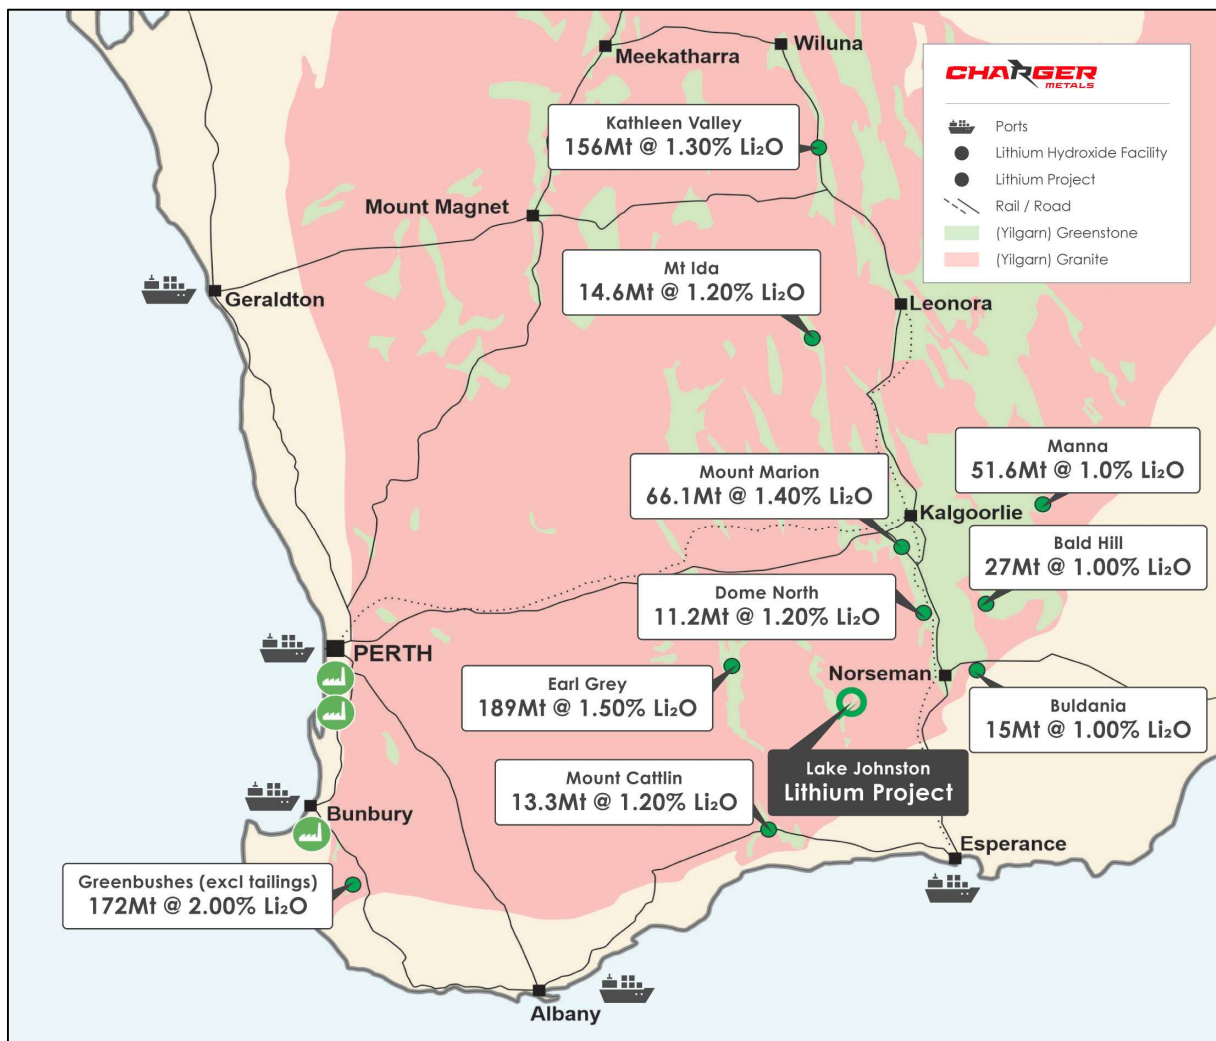 Meekatharra
Wiluna
CHARGER
METALS
Ports
Lithium Hydroxide Facility
Lithium Project
Rail / Road
(Yilgarn) Greenstone
(Yilgarn) Granite
Kathleen Valley
156Mt @ 1.30% Li₂O
Mount Magnet
Mt Ida
14.6Mt @ 1.20% Li₂O
Geraldton
Leonora
Manna
51.6Mt @ 1.0% Li₂O
Mount Marion
66.1Mt @ 1.40% Li₂O
Kalgoorlie
Bald Hill
27Mt @ 1.00% Li₂O
Dome North
11.2Mt @ 1.20% Li₂O
PERTH
Norseman
Earl Grey
189Mt @ 1.50% Li₂O
Buldania
15Mt @ 1.00% Li₂O
Lake Johnston
Lithium Project
Mount Cattlin
13.3Mt @ 1.20% Li₂O
Bunbury
Esperance
Greenbushes (excl tailings)
172Mt @ 2.00% Li₂O
Albany